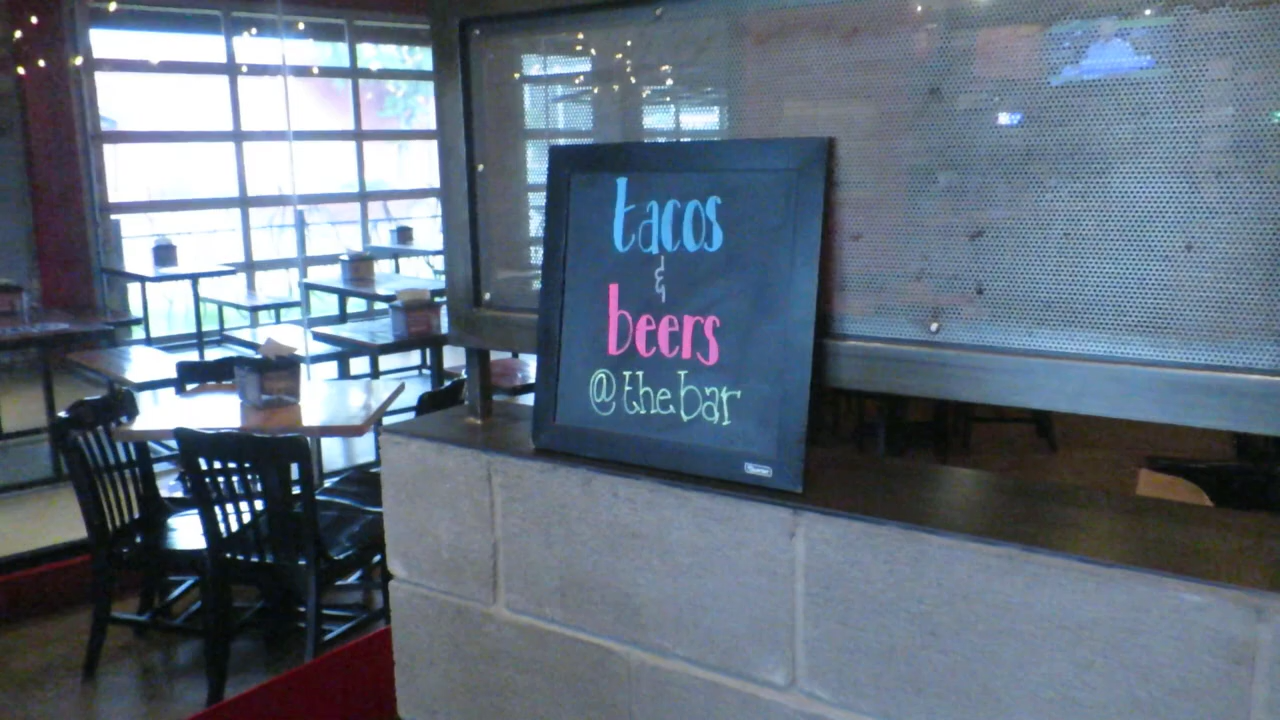 tacos
&
beers
@ the bar